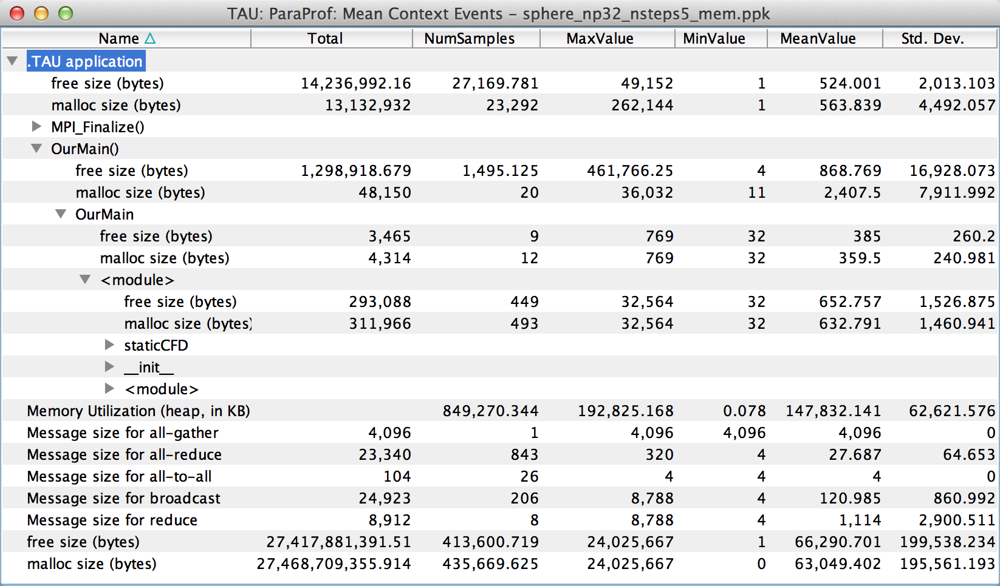 TAU: ParaProf: Mean Context Events – sphere_np32_nsteps5_mem.ppk
Name △ Total NumSamples MaxValue MinValue MeanValue Std. Dev.
.TAU application
free size (bytes) 14,236,992.16 27,169.781 49,152 1 524.001 2,013.103
malloc size (bytes) 13,132,932 23,292 262,144 1 563.839 4,492.057
MPI_Finalize()
OurMain()
free size (bytes) 1,298,918.679 1,495.125 461,766.25 4 868.769 16,928.073
malloc size (bytes) 48,150 20 36,032 11 2,407.5 7,911.992
OurMain
free size (bytes) 3,465 9 769 32 385 260.2
malloc size (bytes) 4,314 12 769 32 359.5 240.981
<module>
free size (bytes) 293,088 449 32,564 32 652.757 1,526.875
malloc size (bytes) 311,966 493 32,564 32 632.791 1,460.941
staticCFD
__init__
<module>
Memory Utilization (heap, in KB) 849,270.344 192,825.168 0.078 147,832.141 62,621.576
Message size for all-gather 4,096 1 4,096 4,096 4,096 0
Message size for all-reduce 23,340 843 320 4 27.687 64.653
Message size for all-to-all 104 26 4 4 4 0
Message size for broadcast 24,923 206 8,788 4 120.985 860.992
Message size for reduce 8,912 8 8,788 4 1,114 2,900.511
free size (bytes) 27,417,881,391.51 413,600.719 24,025,667 1 66,290.701 199,538.234
malloc size (bytes) 27,468,709,355.914 435,669.625 24,025,667 0 63,049.402 195,561.193